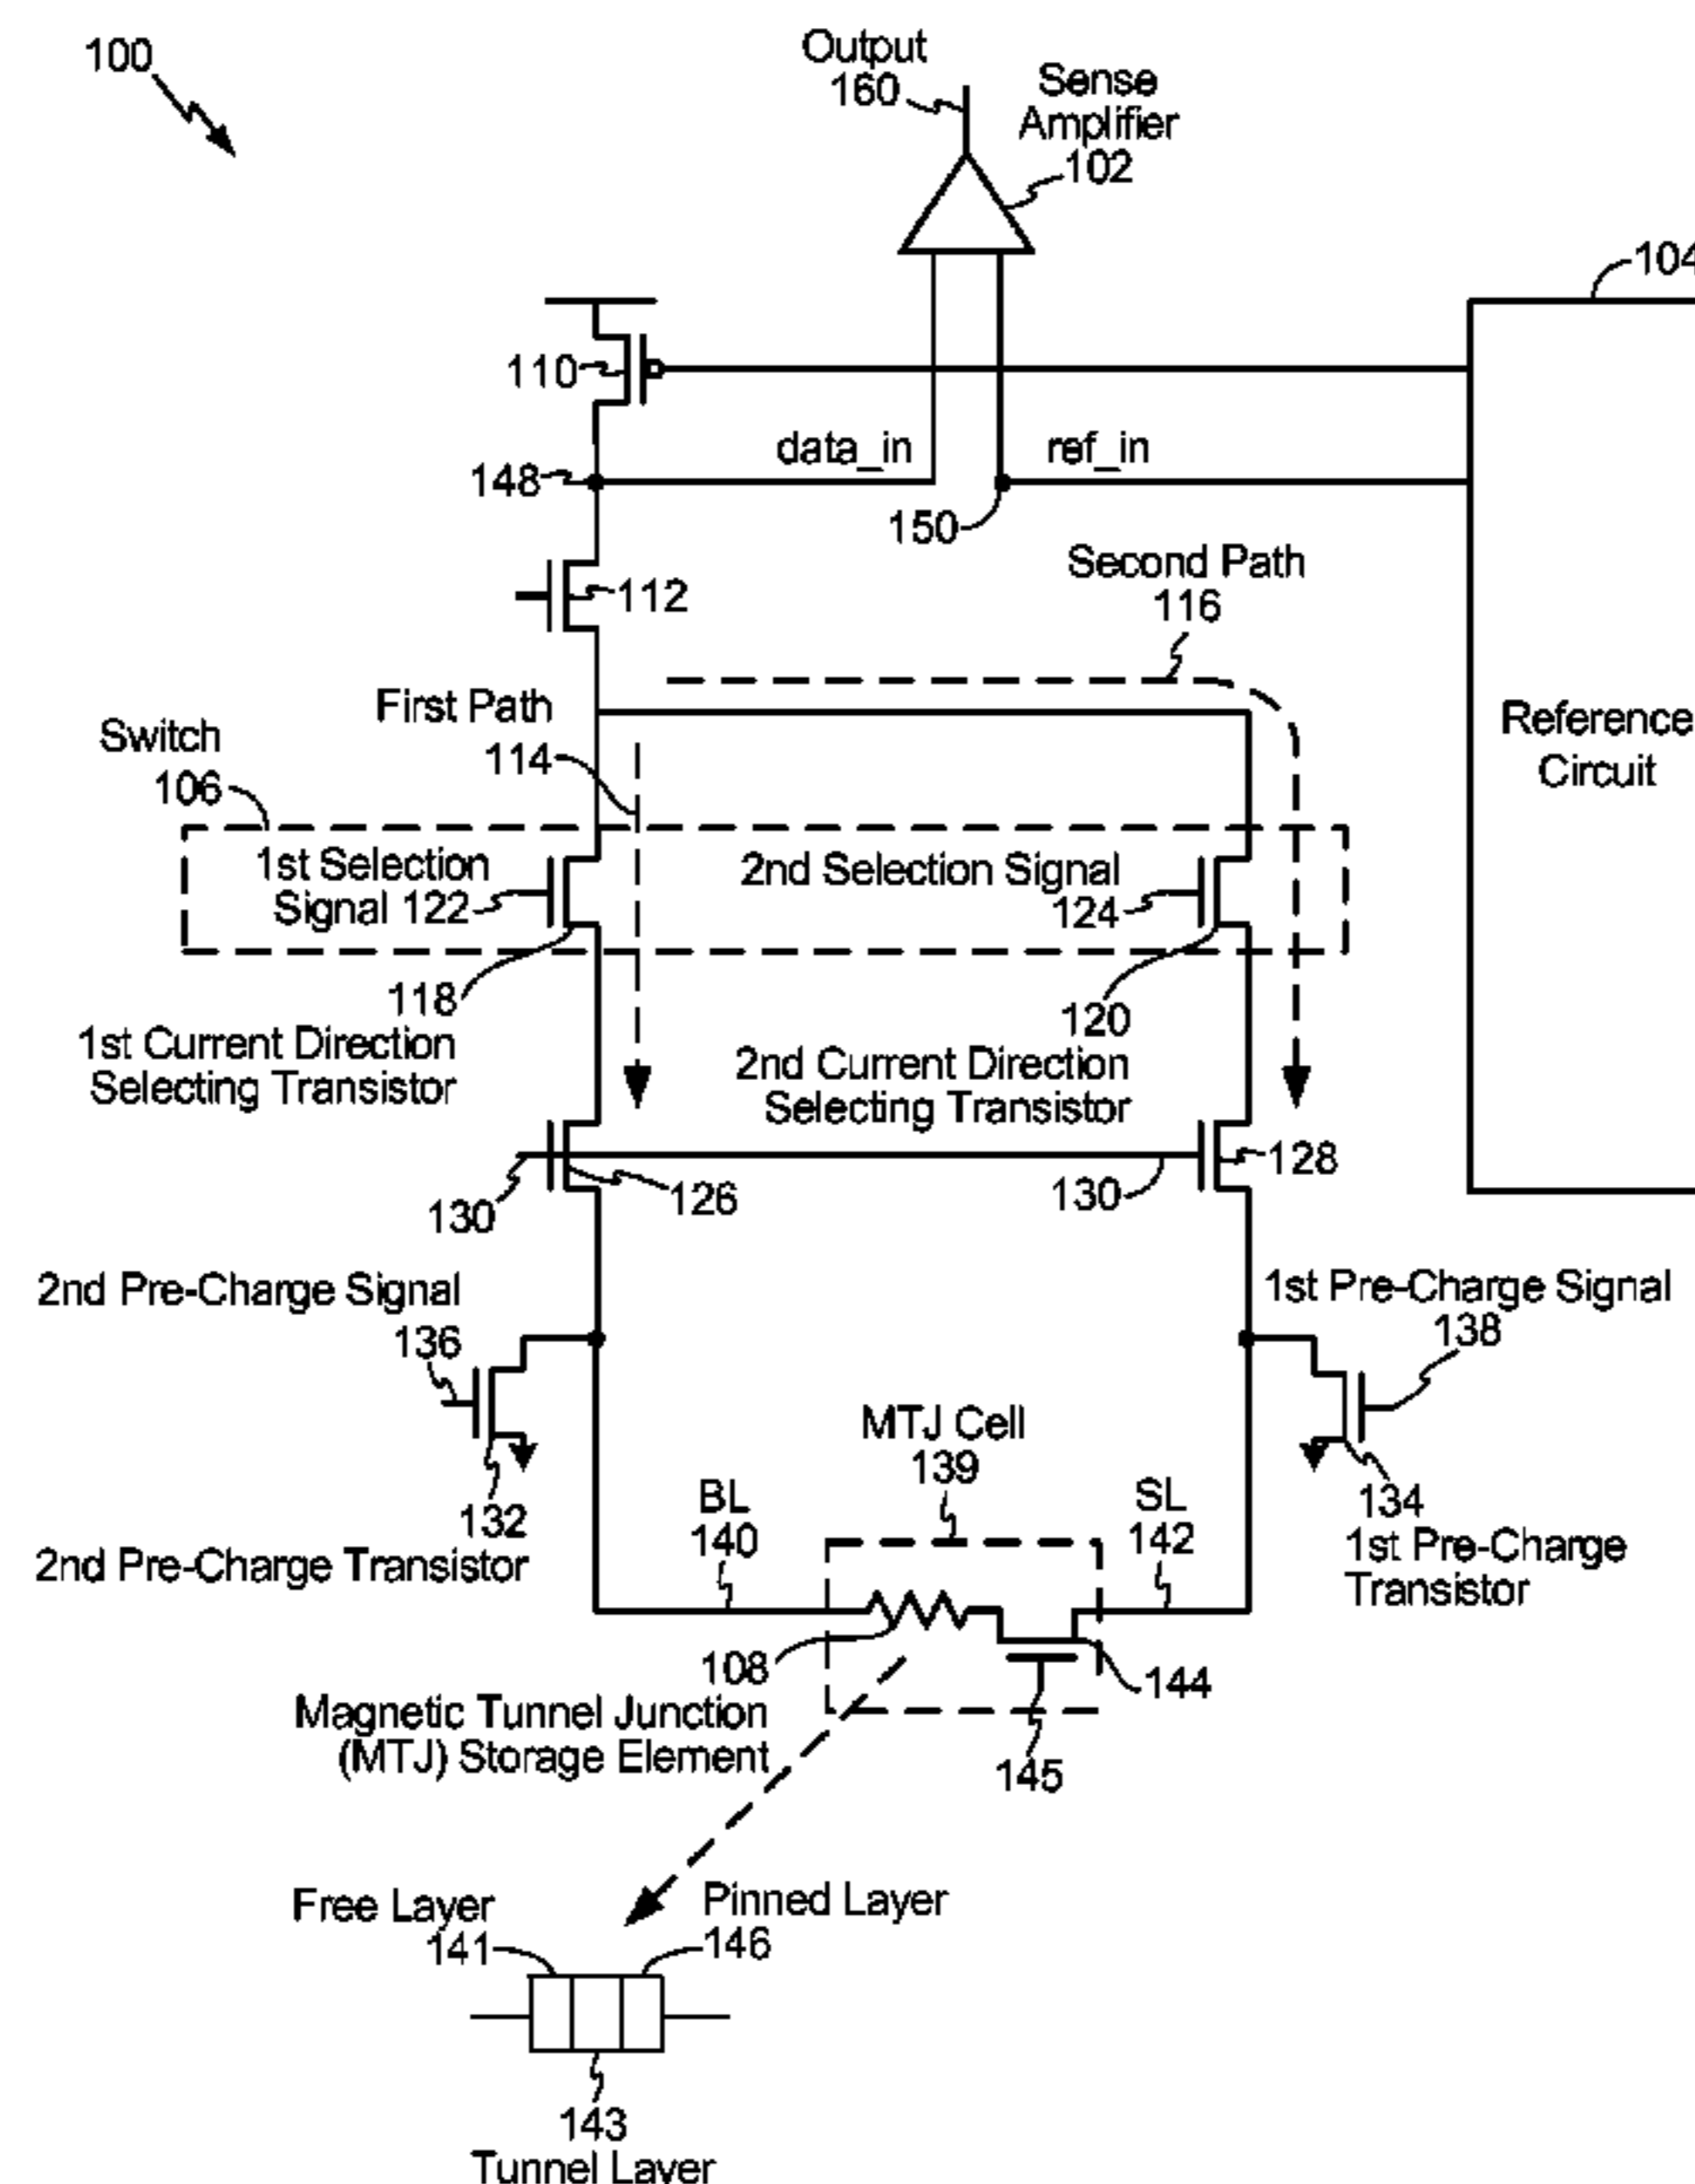 100
Output
160
Sense
Amplifier
102
104
110
data_in
ref_in
148
150
112
Second Path
116
First Path
114
Switch
106
Reference
Circuit
1st Selection
Signal 122
2nd Selection Signal
124
118
1st Current Direction
Selecting Transistor
120
2nd Current Direction
Selecting Transistor
130
126
130
128
2nd Pre-Charge Signal
136
1st Pre-Charge Signal
138
132
2nd Pre-Charge Transistor
134
1st Pre-Charge
Transistor
MTJ Cell
139
BL
140
SL
142
108
Magnetic Tunnel Junction
(MTJ) Storage Element
144
145
Free Layer
141
Pinned Layer
146
143
Tunnel Layer